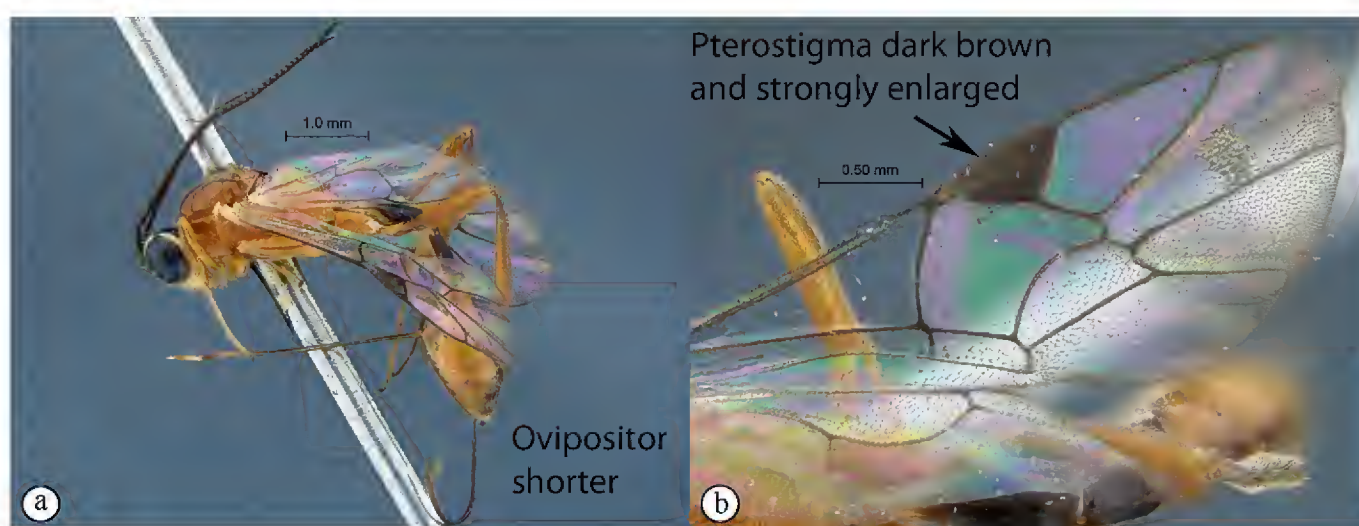 1.0 mm
Ovipositor
shorter
a
Pterostigma dark brown
and strongly enlarged
0.50 mm
b